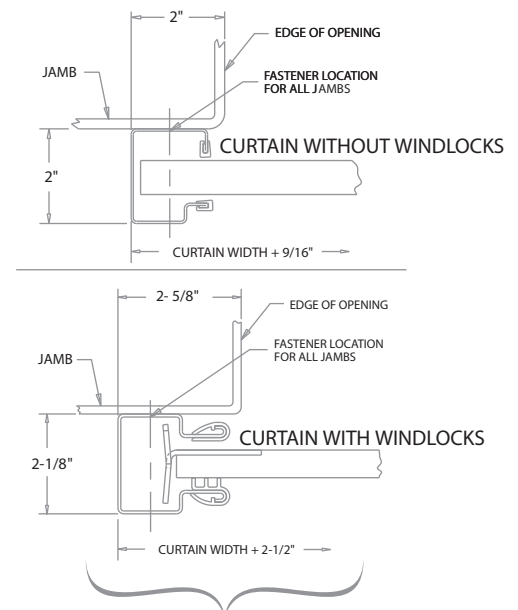 2"
EDGE OF OPENING
JAMB
FASTENER LOCATION
FOR ALL JAMBS
CURTAIN WITHOUT WINDLOCKS
2"
CURTAIN WIDTH + 9/16"
2- 5/8"
EDGE OF OPENING
FASTENER LOCATION
FOR ALL JAMBS
JAMB
CURTAIN WITH WINDLOCKS
2-1/8"
CURTAIN WIDTH + 2-1/2"